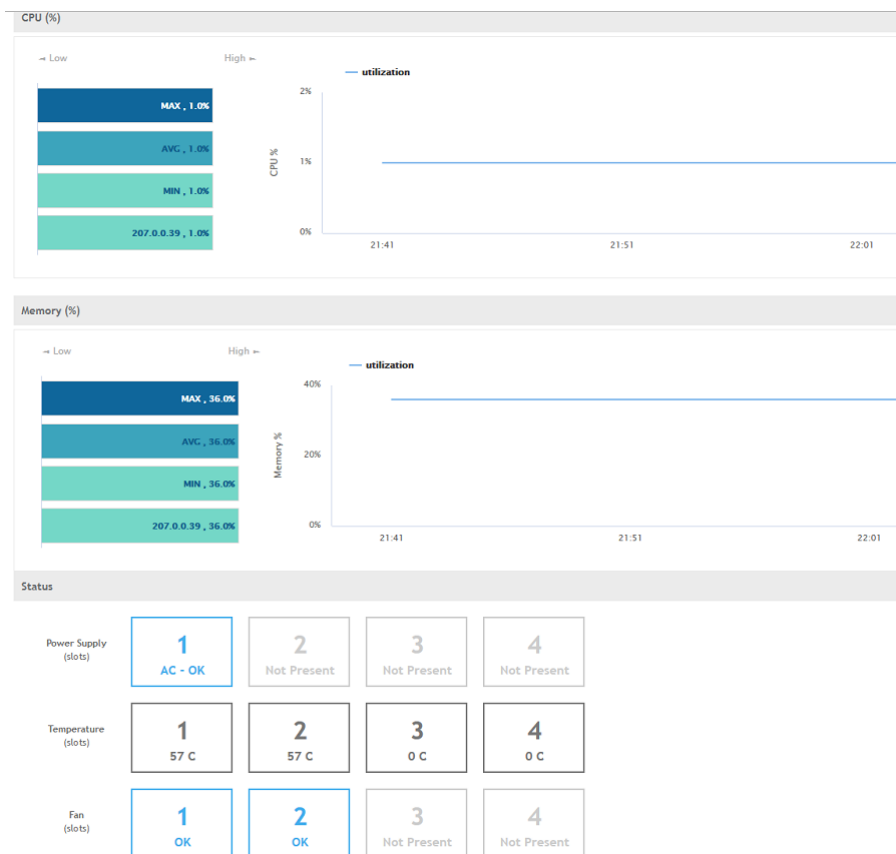 CPU (%)
Low High
utilization
MAX , 1.0%
AVG , 1.0%
MIN , 1.0%
207.0.0.39 , 1.0%
CPU %
2%
1%
0%
21:41 21:51 22:01
Memory (%)
Low High
utilization
MAX , 36.0%
AVG , 36.0%
MIN , 36.0%
207.0.0.39 , 36.0%
Memory %
40%
20%
0%
21:41 21:51 22:01
Status
Power Supply
(slots)
1 2 3 4
AC - OK Not Present Not Present Not Present
Temperature
(slots)
1 2 3 4
57 C 57 C 0 C 0 C
Fan
(slots)
1 2 3 4
OK OK Not Present Not Present